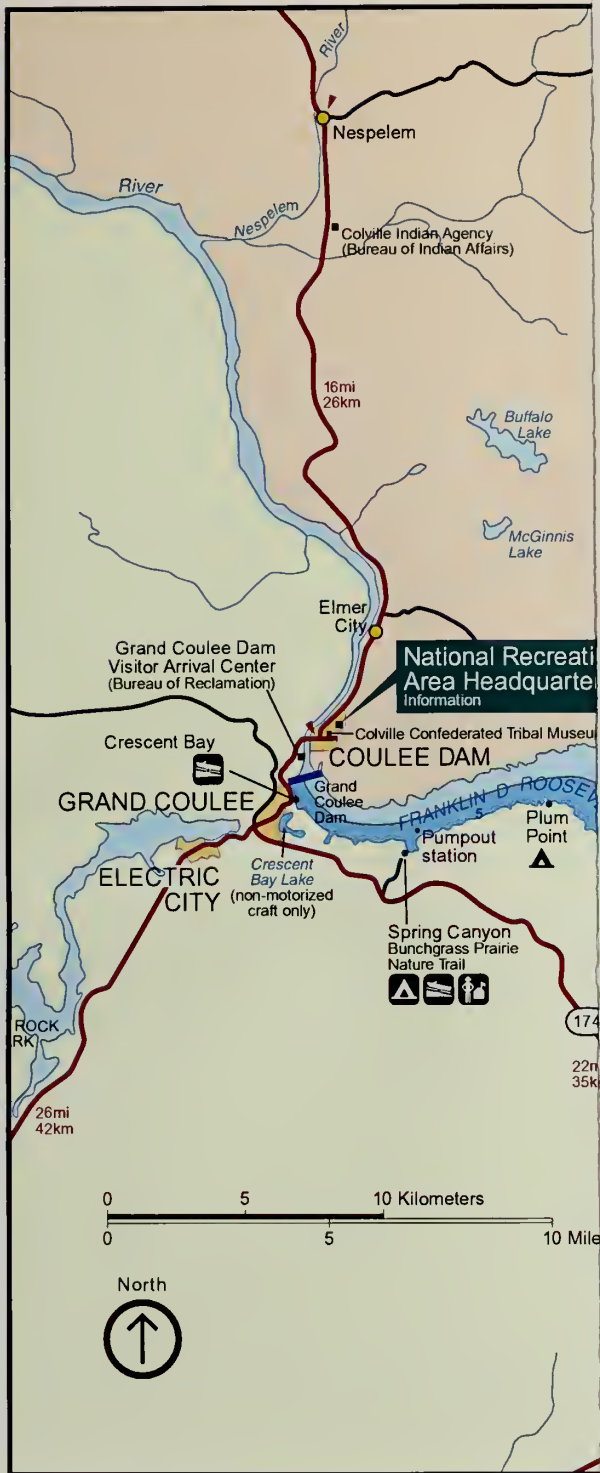 River
Nespelem
River
Nespelem
Colville Indian Agency
(Bureau of Indian Affairs)
16mi
26km
Buffalo
Lake
McGinnis
Lake
Elmer
City
Grand Coulee Dam
Visitor Arrival Center
(Bureau of Reclamation)
National Recreati
Area Headquarte
Information
Colville Confederated Tribal Museu
Crescent Bay
COULEE DAM
GRAND COULEE
Grand
Coulee
Dam
FRANKLIN D ROOSEV
5
Plum
Point
Pumpout
station
ELECTRIC
CITY
Crescent
Bay Lake
(non-motorized
craft only)
Spring Canyon
Bunchgrass Prairie
Nature Trail
ROCK
RK
174
22m
35k
26mi
42km
0 5 10 Kilometers
0 5 10 Mile
North